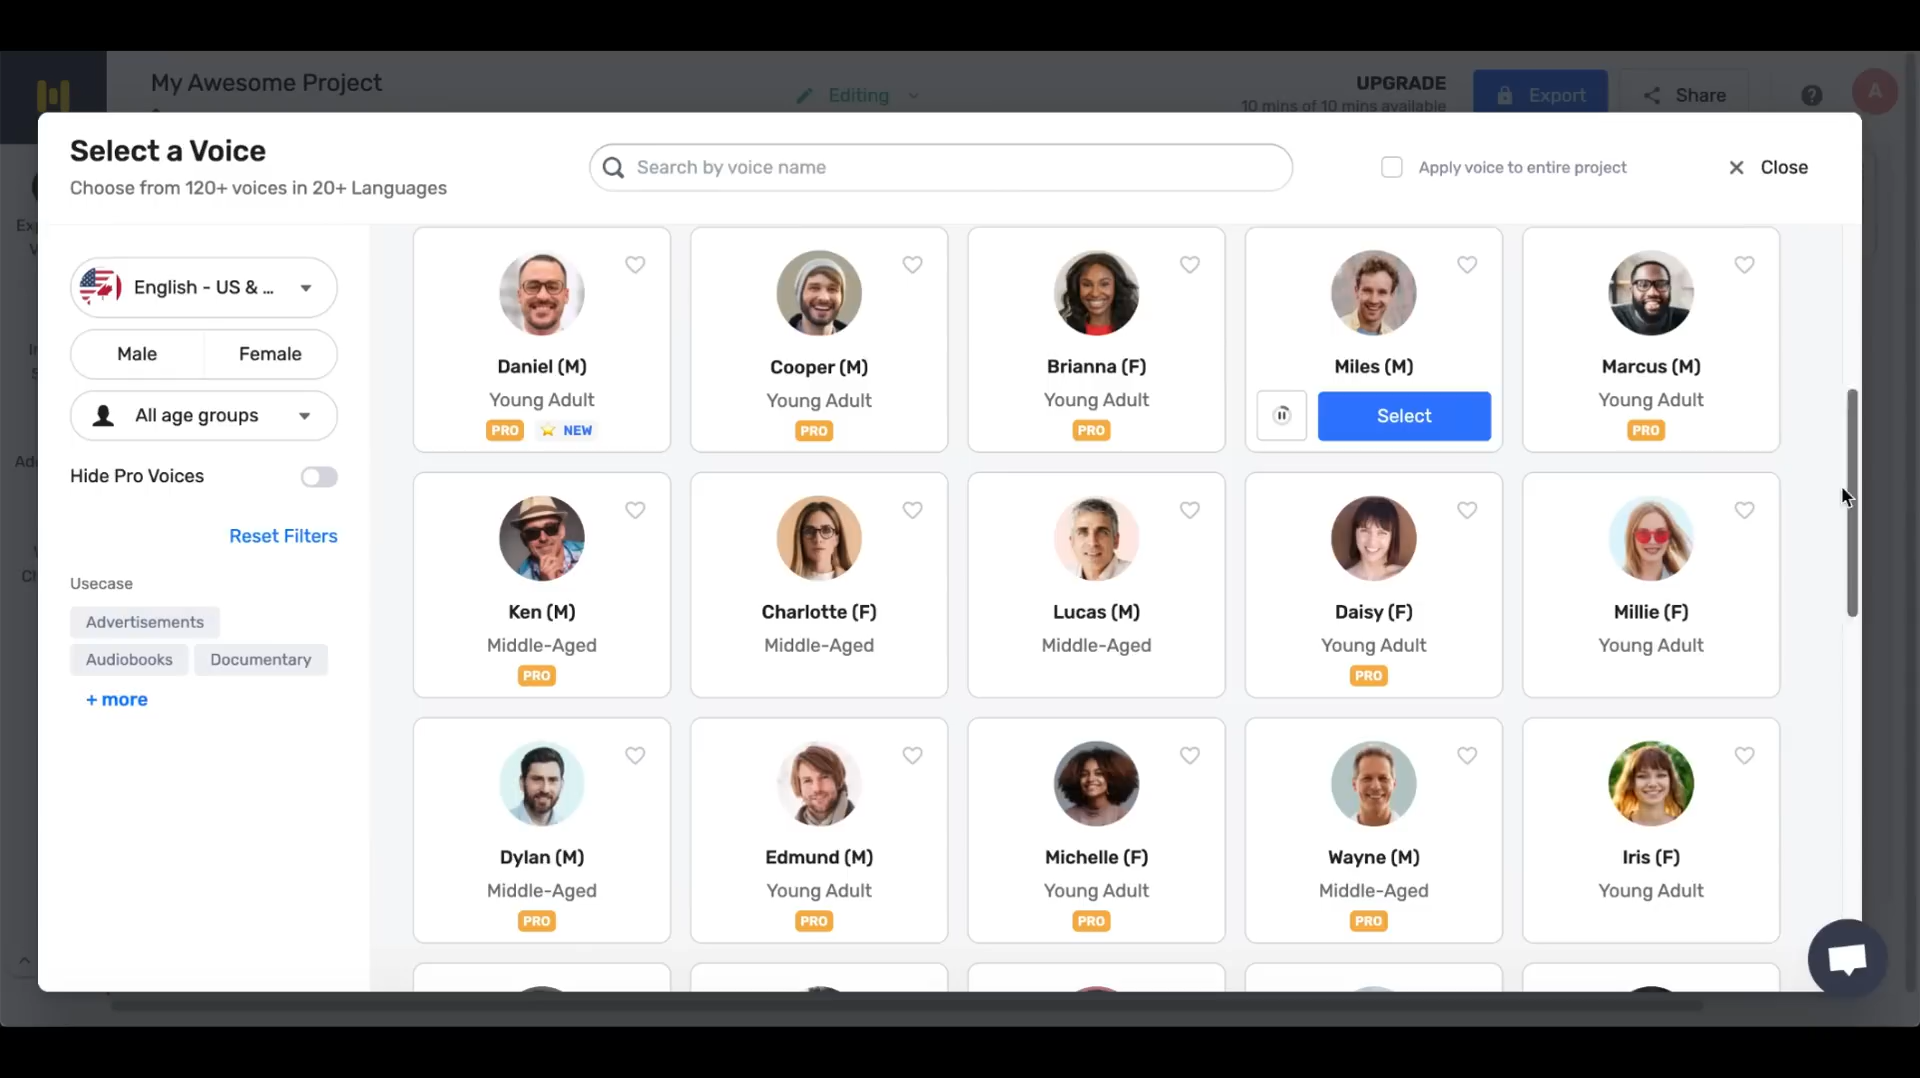 My Awesome Project
Editing
UPGRADE
10 mins of 10 mins available
Export
Share
?
A
Select a Voice
Choose from 120+ voices in 20+ Languages
Search by voice name
Apply voice to entire project
Close
English - US & ...
Male
Female
All age groups
Hide Pro Voices
Reset Filters
Usecase
Advertisements
Audiobooks
Documentary
+ more
Daniel (M)
Young Adult
PRO
NEW
Cooper (M)
Young Adult
PRO
Brianna (F)
Young Adult
PRO
Miles (M)
Select
Marcus (M)
Young Adult
PRO
Ken (M)
Middle-Aged
PRO
Charlotte (F)
Middle-Aged
Lucas (M)
Middle-Aged
Daisy (F)
Young Adult
PRO
Millie (F)
Young Adult
Dylan (M)
Middle-Aged
PRO
Edmund (M)
Young Adult
PRO
Michelle (F)
Young Adult
PRO
Wayne (M)
Middle-Aged
PRO
Iris (F)
Young Adult